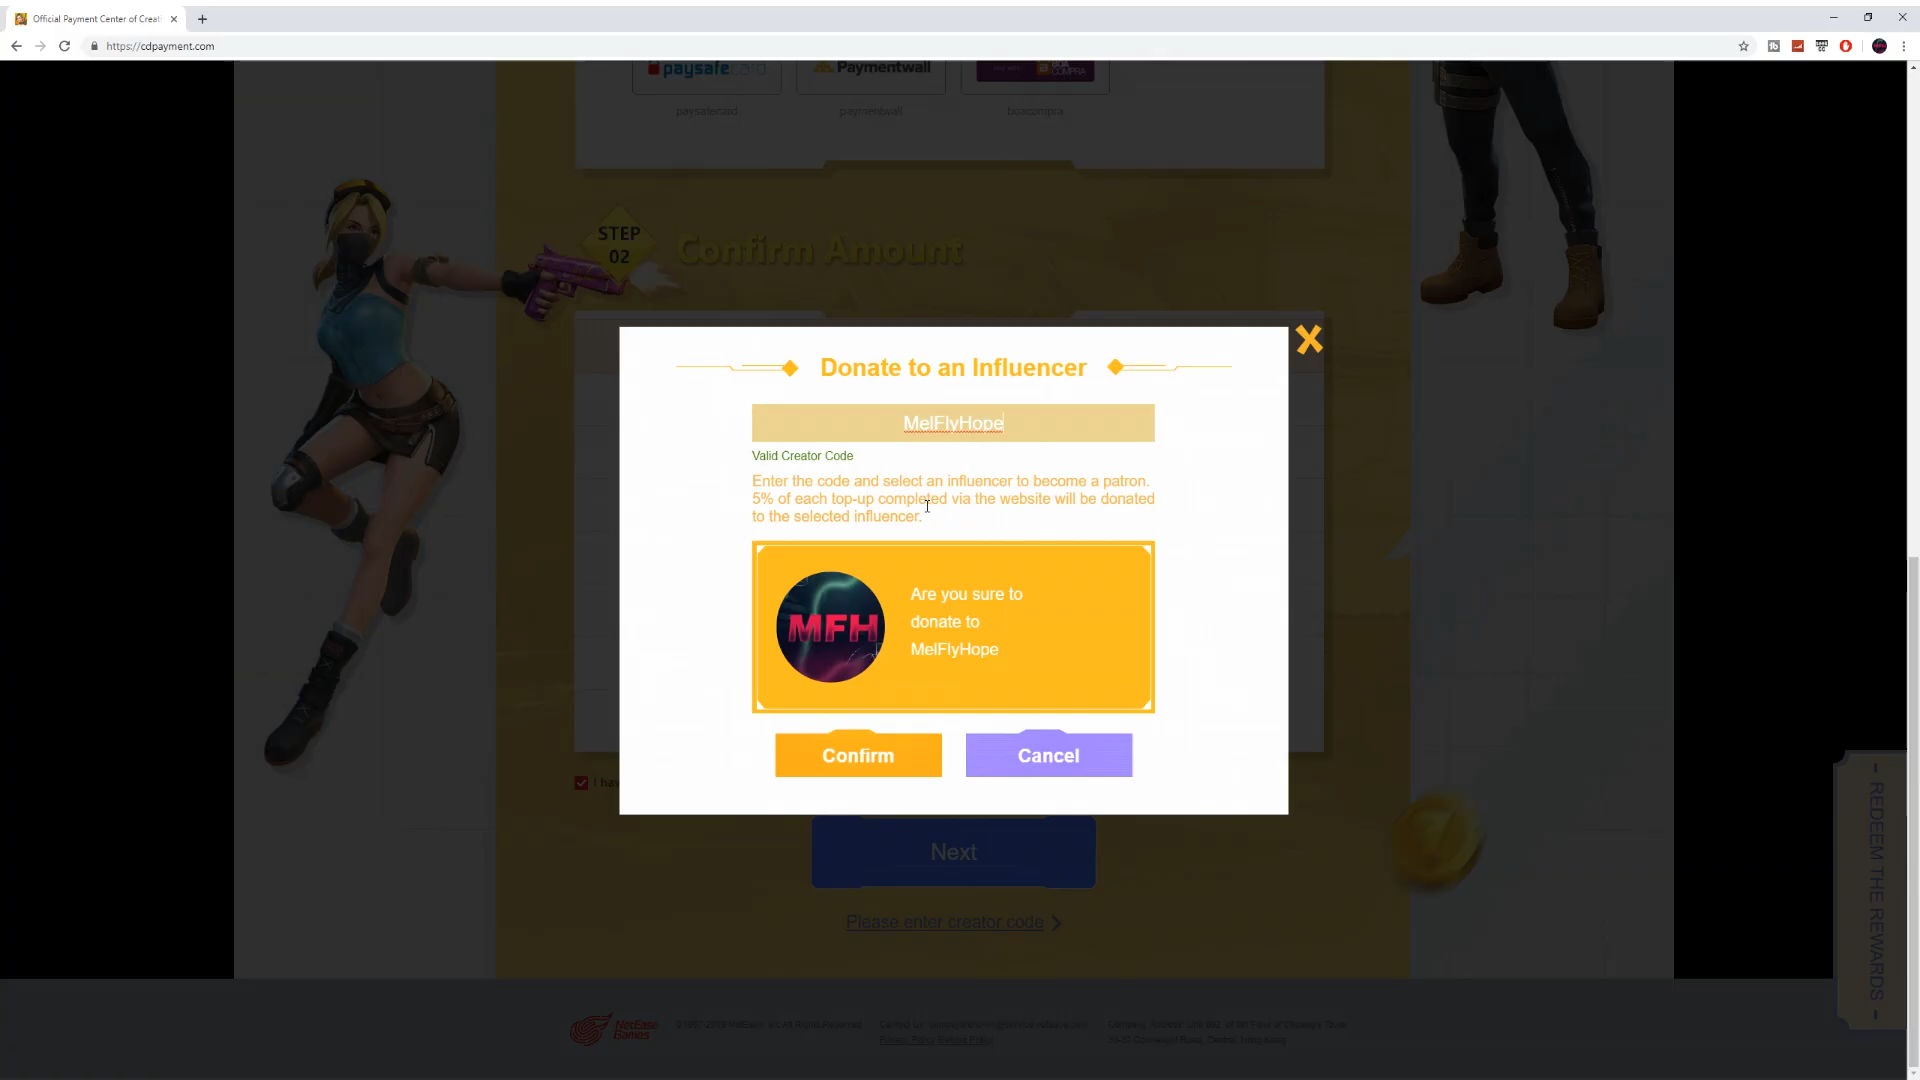 Official Payment Center of Creat
https://cdpayment.com
paysafecard
Paymentwall
BOA
COMPRA
paysafecard
paymentwall
boacompra
STEP
02
Confirm Amount
Donate to an Influencer
MelFlyHope
Valid Creator Code
Enter the code and select an influencer to become a patron.
5% of each top-up completed via the website will be donated
to the selected influencer.
MFH
Are you sure to
donate to
MelFlyHope
Confirm
Cancel
I hav
Next
Please enter creator code
REDEEM THE REWARDS
NetEase
Games